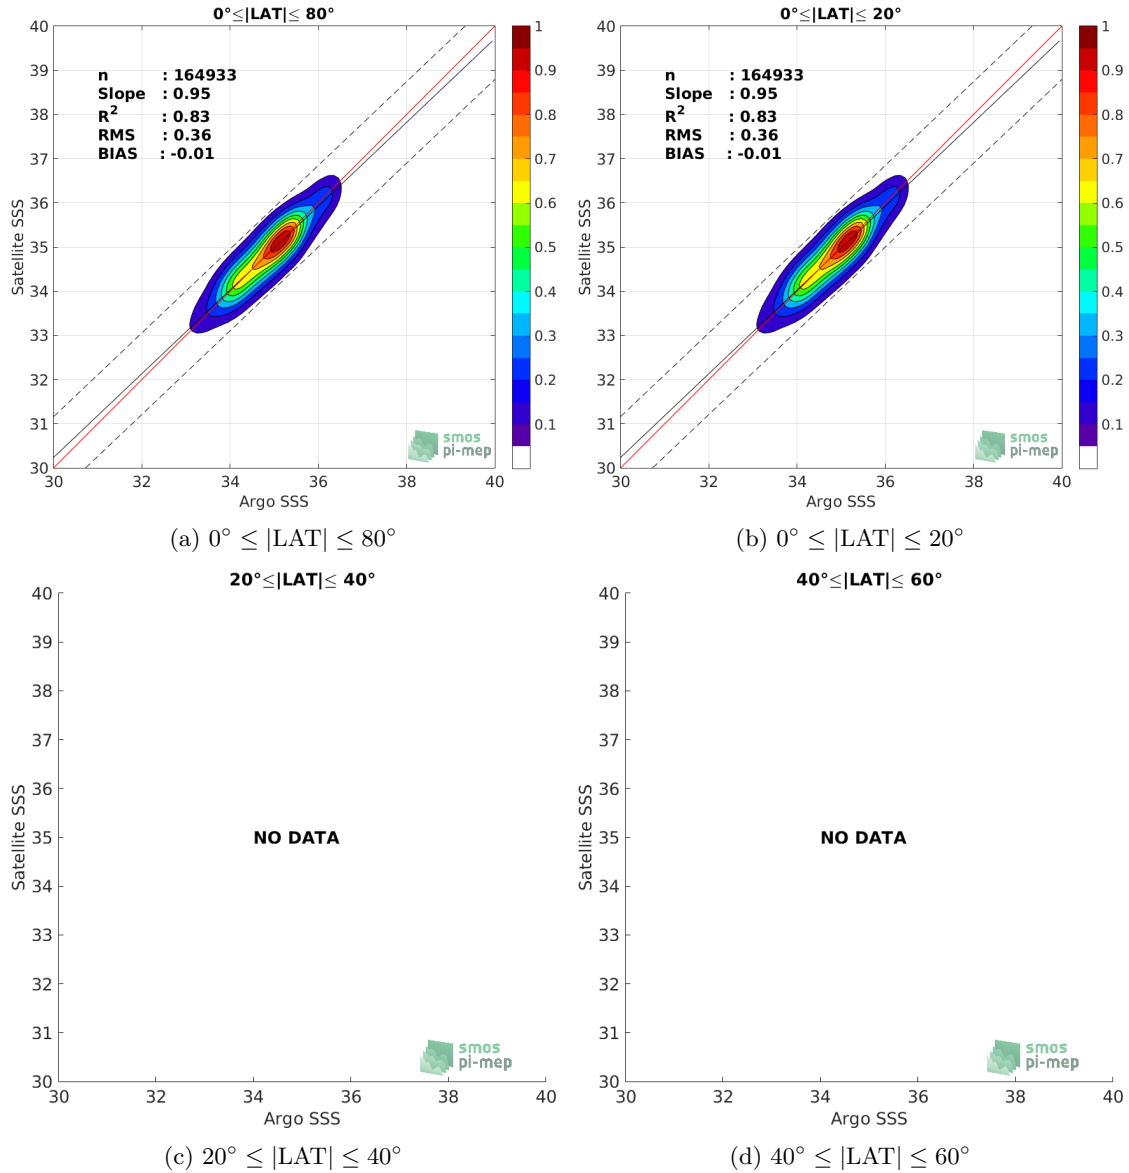 0°≤|LAT|≤ 80°
40
39
38
37
36
35
34
33
32
31
30
Satellite SSS
n : 164933
Slope : 0.95
R² : 0.83
RMS : 0.36
BIAS : -0.01
smos
pi-mep
30 32 34 36 38 40
Argo SSS
1
0.9
0.8
0.7
0.6
0.5
0.4
0.3
0.2
0.1
(a) 0° ≤ |LAT| ≤ 80°
0°≤|LAT|≤ 20°
40
39
38
37
36
35
34
33
32
31
30
Satellite SSS
n : 164933
Slope : 0.95
R² : 0.83
RMS : 0.36
BIAS : -0.01
smos
pi-mep
30 32 34 36 38 40
Argo SSS
1
0.9
0.8
0.7
0.6
0.5
0.4
0.3
0.2
0.1
(b) 0° ≤ |LAT| ≤ 20°
20°≤|LAT|≤ 40°
40
39
38
37
36
35
34
33
32
31
30
Satellite SSS
NO DATA
smos
pi-mep
30 32 34 36 38 40
Argo SSS
(c) 20° ≤ |LAT| ≤ 40°
40°≤|LAT|≤ 60°
40
39
38
37
36
35
34
33
32
31
30
Satellite SSS
NO DATA
smos
pi-mep
30 32 34 36 38 40
Argo SSS
(d) 40° ≤ |LAT| ≤ 60°